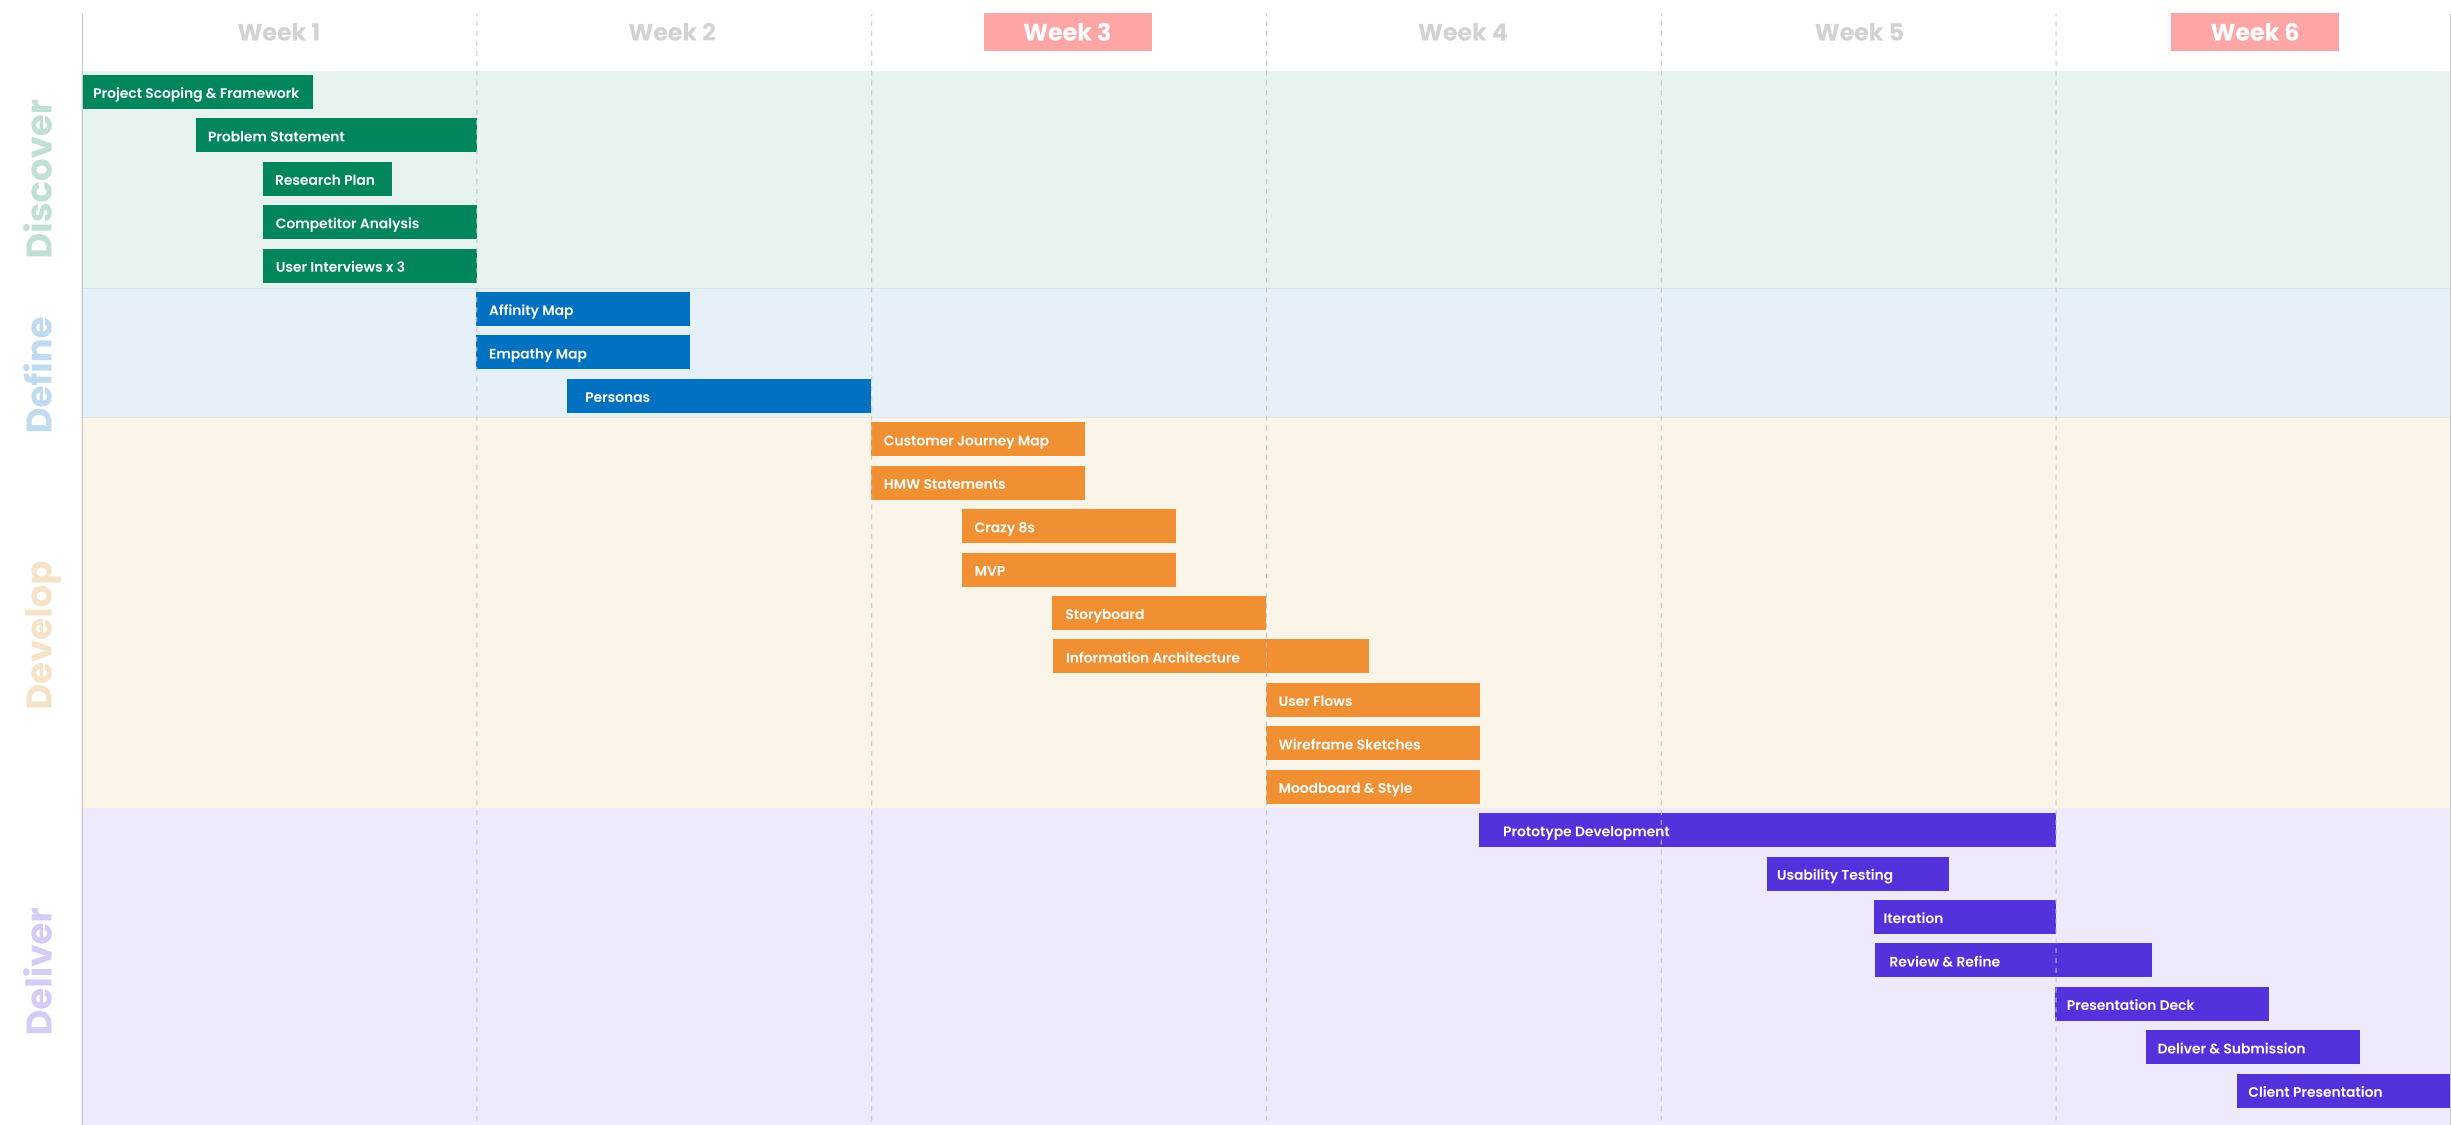 Week 1
Week 2
Week 3
Week 4
Week 5
Week 6
Discover
Project Scoping & Framework
Problem Statement
Research Plan
Competitor Analysis
User Interviews x 3
Define
Affinity Map
Empathy Map
Personas
Develop
Customer Journey Map
HMW Statements
Crazy 8s
MVP
Storyboard
Information Architecture
User Flows
Wireframe Sketches
Moodboard & Style
Deliver
Prototype Development
Usability Testing
Iteration
Review & Refine
Presentation Deck
Deliver & Submission
Client Presentation